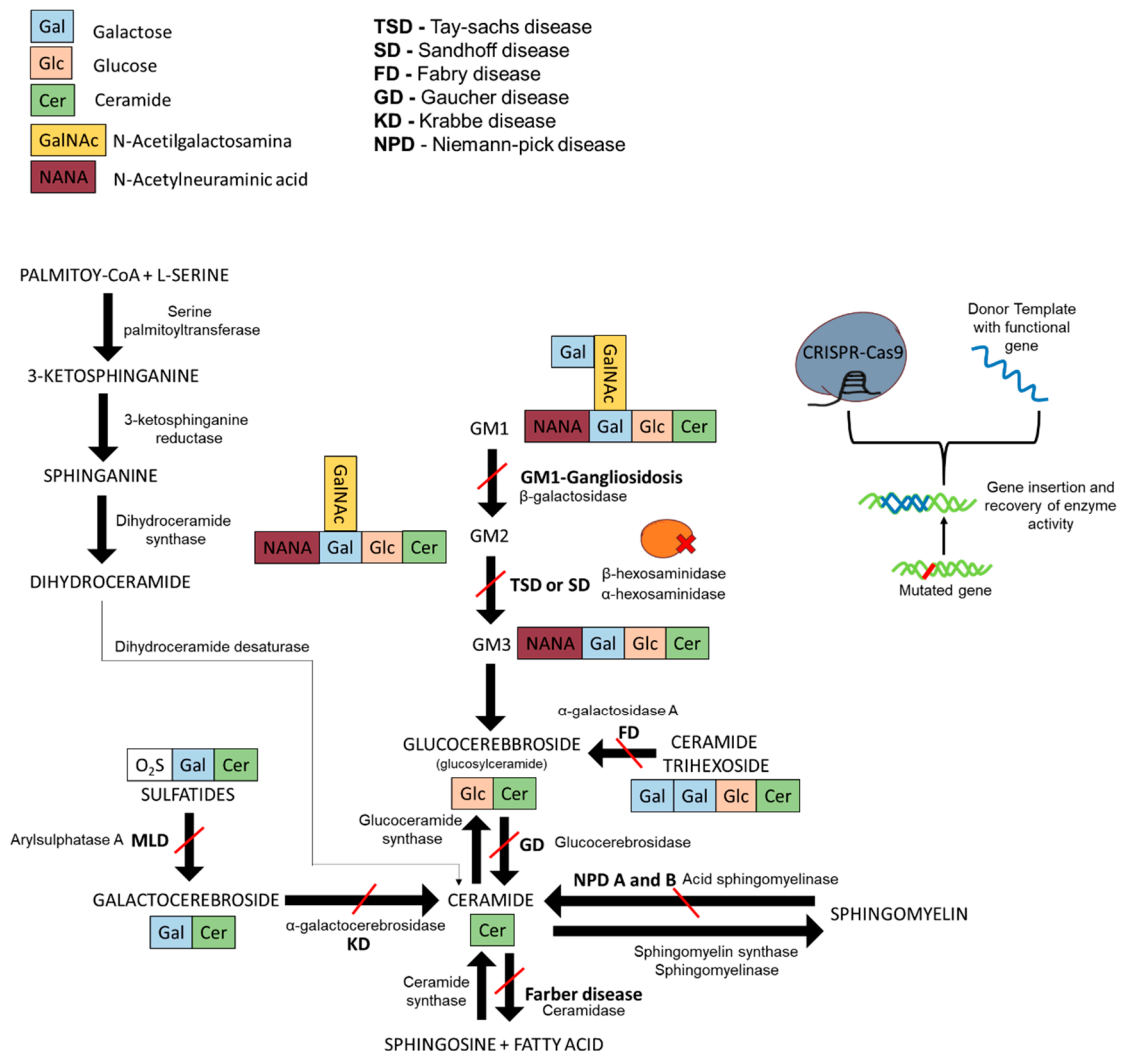 Gal Galactose
Glc Glucose
Cer Ceramide
GalNAc N-Acetilgalactosamina
NANA N-Acetylneuraminic acid
TSD - Tay-sachs disease
SD - Sandhoff disease
FD - Fabry disease
GD - Gaucher disease
KD - Krabbe disease
NPD - Niemann-pick disease
PALMITOY-CoA + L-SERINE
Serine
palmitoyltransferase
3-KETOSPHINGANINE
3-ketosphinganine
reductase
SPHINGANINE
Dihydroceramide
synthase
DIHYDROCERAMIDE
Dihydroceramide desaturase
Gal GalNAc
GM1 NANA Gal Glc Cer
GM1-Gangliosidosis
β-galactosidase
GalNAc
NANA Gal Glc Cer
GM2
TSD or SD
β-hexosaminidase
α-hexosaminidase
GM3 NANA Gal Glc Cer
CRISPR-Cas9
Donor Template
with functional
gene
Gene insertion and
recovery of enzyme
activity
Mutated gene
α-galactosidase A
FD
GLUCOCEREBBROSIDE
(glucosylceramide)
Glc Cer
CERAMIDE
TRIHEXOSIDE
Gal Gal Glc Cer
O2S Gal Cer
SULFATIDES
Arylsulphatase A MLD
GALACTOCEREBROSIDE
Gal Cer
Glucoceramide
synthase
GD Glucocerebrosidase
α-galactocerebrosidase
KD
CERAMIDE
Cer
NPD A and B Acid sphingomyelinase
SPHINGOMYELIN
Sphingomyelin synthase
Sphingomyelinase
Ceramide
synthase
Farber disease
Ceramidase
SPHINGOSINE + FATTY ACID